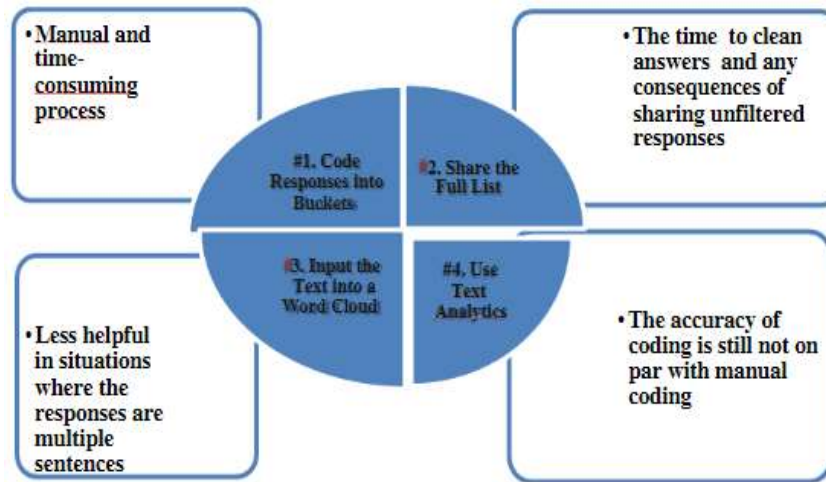 •Manual and
time-
consuming
process
•The time to clean
answers and any
consequences of
sharing unfiltered
responses
#1. Code
Responses into
Buckets
#2. Share the
Full List
#3. Input the
Text into a
Word Cloud
#4. Use
Text
Analytics
•Less helpful
in situations
where the
responses are
multiple
sentences
•The accuracy of
coding is still not on
par with manual
coding